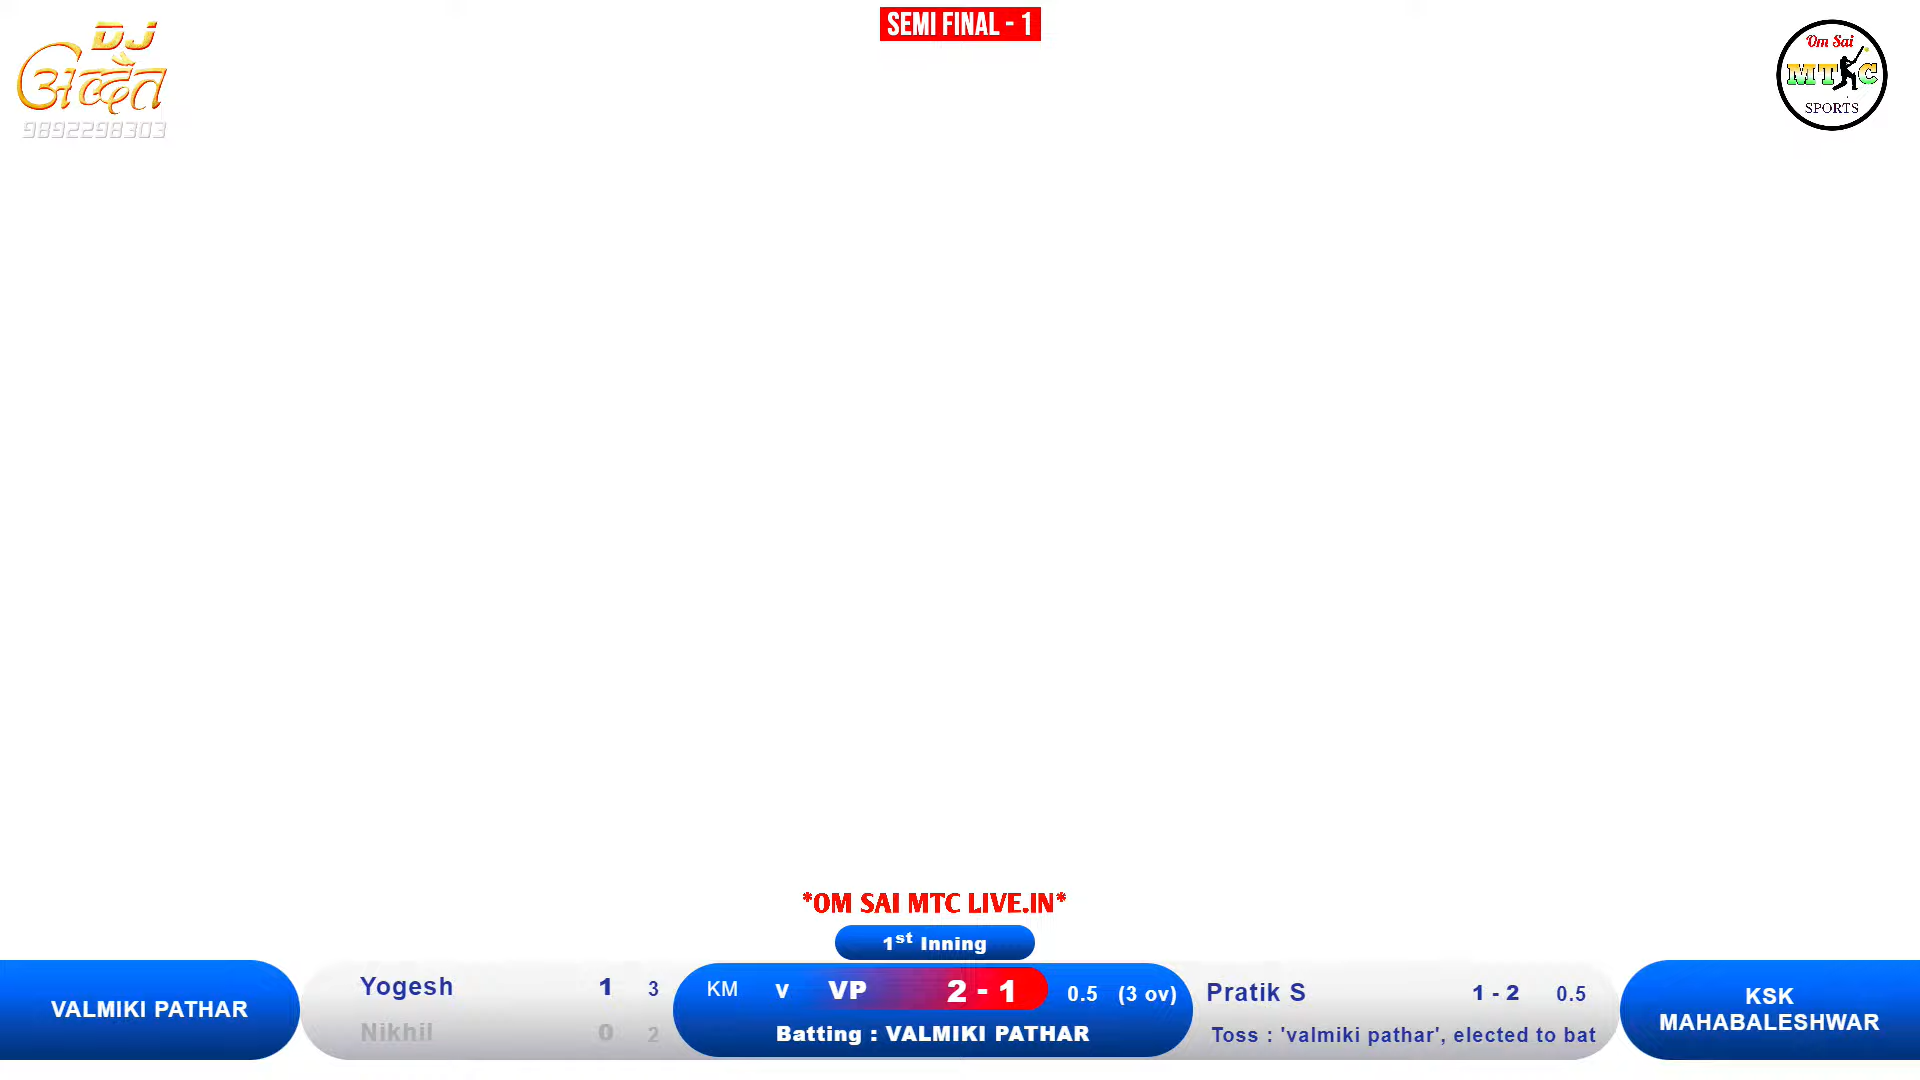 SEMI FINAL - 1
DJ
अव्दैत
9892298303
Om Sai
MTC
SPORTS
*OM SAI MTC LIVE.IN*
1st Inning
VALMIKI PATHAR
Yogesh 1 3
Nikhil 0 2
KM v VP 2 - 1 0.5 (3 ov)
Batting : VALMIKI PATHAR
Pratik S 1 - 2 0.5
Toss : 'valmiki pathar', elected to bat
KSK
MAHABALESHWAR